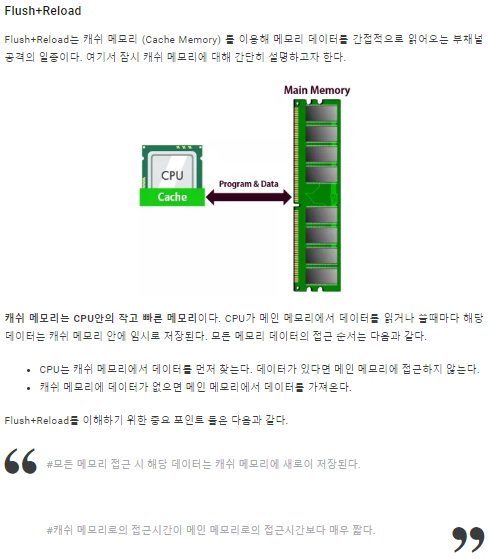 Flush+Reload
Flush+Reload는 캐쉬 메모리 (Cache Memory) 를 이용해 메모리 데이터를 간접적으로 읽어오는 부채널
공격의 일종이다. 여기서 잠시 캐쉬 메모리에 대해 간단히 설명하고자 한다.
Main Memory
CPU
Cache
Program & Data
캐쉬 메모리는 CPU안의 작고 빠른 메모리이다. CPU가 메인 메모리에서 데이터를 읽거나 쓸때마다 해당
데이터는 캐쉬 메모리 안에 임시로 저장된다. 모든 메모리 데이터의 접근 순서는 다음과 같다.
• CPU는 캐쉬 메모리에서 데이터를 먼저 찾는다. 데이터가 있다면 메인 메모리에 접근하지 않는다.
• 캐쉬 메모리에 데이터가 없으면 메인 메모리에서 데이터를 가져온다.
Flush+Reload를 이해하기 위한 중요 포인트 들은 다음과 같다.
“
#모든 메모리 접근 시 해당 데이터는 캐쉬 메모리에 새로이 저장된다.
#캐쉬 메모리로의 접근시간이 메인 메모리로의 접근시간보다 매우 짧다.
”